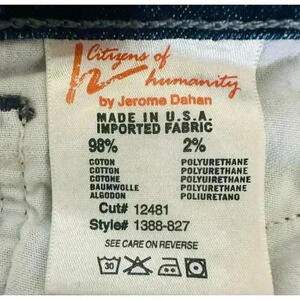 Citizens of
humanity
by Jerome Dahan
MADE IN U.S.A.
IMPORTED FABRIC
98% 2%
COTON POLYURETHANE
COTTON POLYURETHANE
COTONE POLYURETHANE
BAUMWOLLE POLYURETHANE
ALGODON POLIURETANO
Cut# 12481
Style# 1388-827
SEE CARE ON REVERSE
30